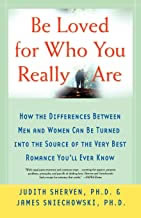 Be Loved
for Who You
Really Are
HOW THE DIFFERENCES BETWEEN
MEN AND WOMEN CAN BE TURNED
INTO THE SOURCE OF THE VERY BEST
ROMANCE YOU'LL EVER KNOW
JUDITH SHERVEN, PH.D. &
JAMES SNIECHOWSKI, PH.D.